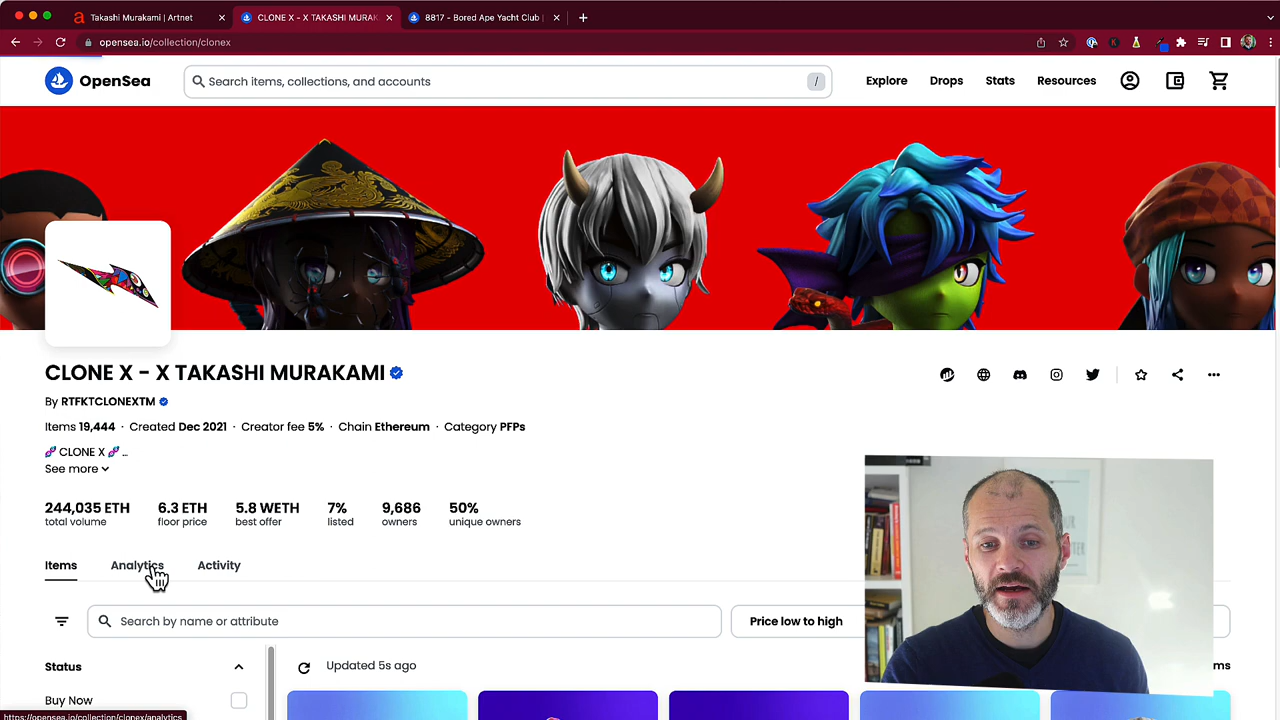 Takashi Murakami | Artnet
CLONE X - X TAKASHI MURAK
8817 - Bored Ape Yacht Club |
opensea.io/collection/clonex
OpenSea
Search items, collections, and accounts
/
Explore
Drops
Stats
Resources
CLONE X - X TAKASHI MURAKAMI
By RTFKTCLONEXTM
Items 19,444 · Created Dec 2021 · Creator fee 5% · Chain Ethereum · Category PFPs
🧬 CLONE X 🧬 ...
See more
244,035 ETH
total volume
6.3 ETH
floor price
5.8 WETH
best offer
7%
listed
9,686
owners
50%
unique owners
Items
Analytics
Activity
Search by name or attribute
Price low to high
Status
Updated 5s ago
ms
Buy Now
https://opensea.io/collection/clonex/analytics